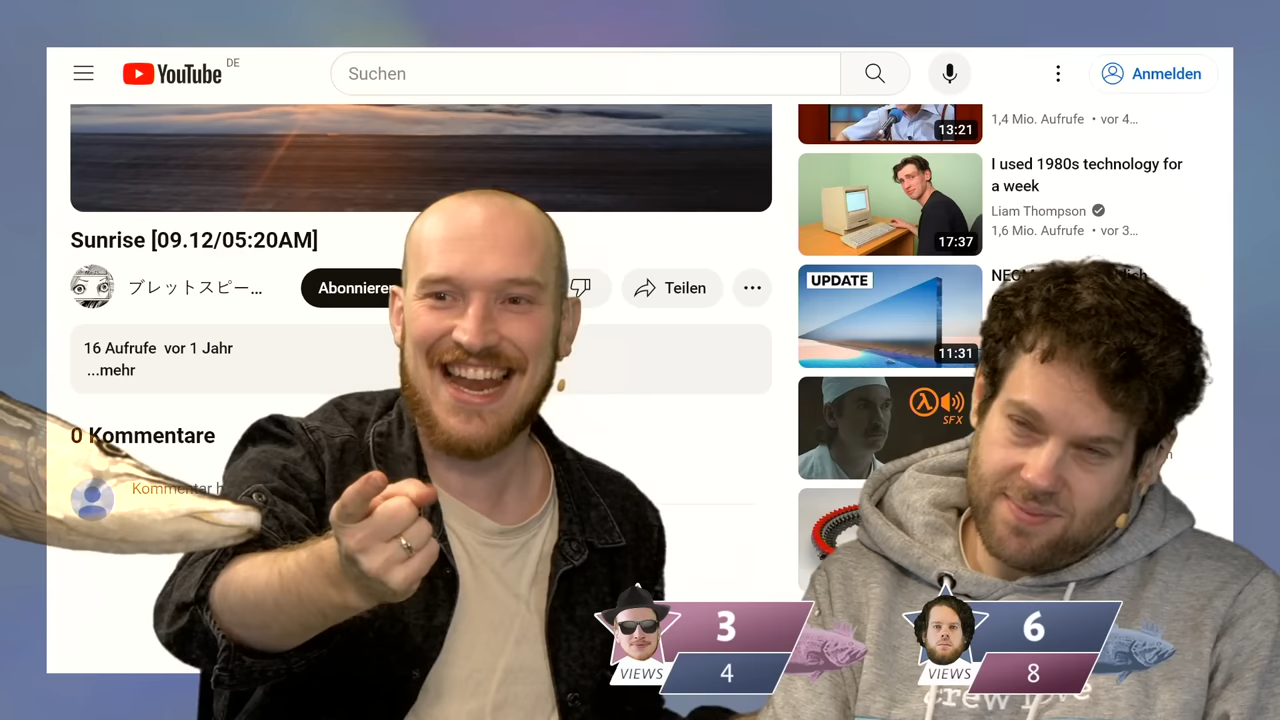 YouTube DE
Suchen
Anmelden
13:21
1,4 Mio. Aufrufe • vor 4…
I used 1980s technology for
a week
Liam Thompson
1,6 Mio. Aufrufe • vor 3…
17:37
Sunrise [09.12/05:20AM]
ブレットスピー…
Abonnieren
Teilen
UPDATE
11:31
16 Aufrufe vor 1 Jahr
...mehr
SFX
0 Kommentare
Kommentar h
3
VIEWS
4
6
VIEWS
8
crew love